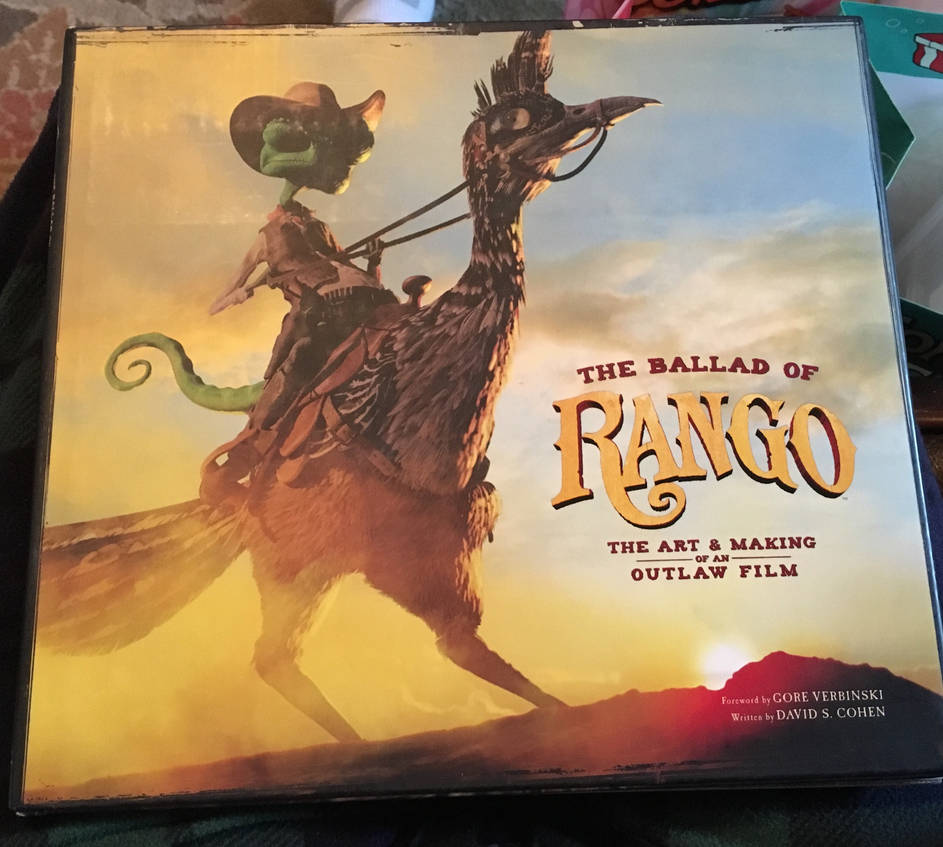 THE BALLAD OF
RANGO
THE ART & MAKING
OF AN
OUTLAW FILM
Foreword by GORE VERBINSKI
Written by DAVID S. COHEN